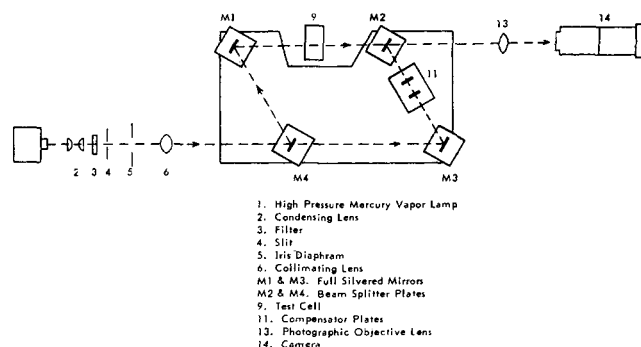 M1 9 M2 13 14
11
2 3 4 5 6 M4 M3
1. High Pressure Mercury Vapor Lamp
2. Condensing Lens
3. Filter
4. Slit
5. Iris Diaphram
6. Collimating Lens
M1 & M3. Full Silvered Mirrors
M2 & M4. Beam Splitter Plates
9. Test Cell
11. Compensator Plates
13. Photographic Objective Lens
14. Camera